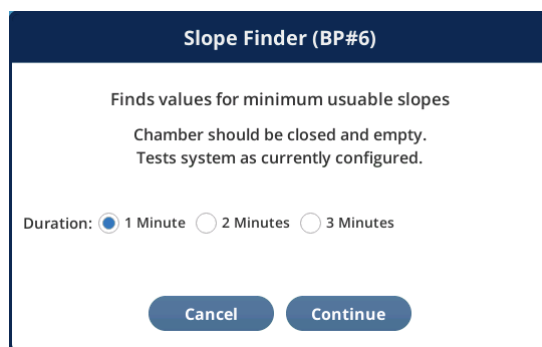 Slope Finder (BP#6)
Finds values for minimum usuable slopes
Chamber should be closed and empty.
Tests system as currently configured.
Duration: 1 Minute 2 Minutes 3 Minutes
Cancel Continue